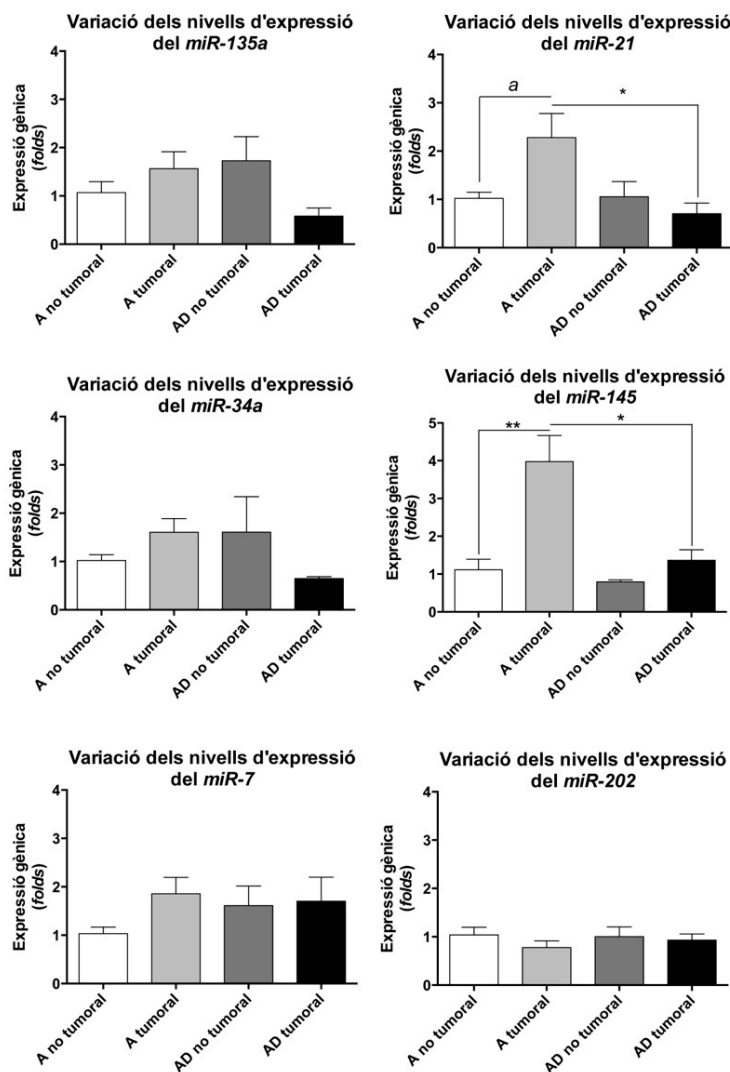 Variació dels nivells d'expressió
del miR-135a
Expressió gènica
(folds)
4
3
2
1
0
A no tumoral
A tumoral
AD no tumoral
AD tumoral
Variació dels nivells d'expressió
del miR-21
Expressió gènica
(folds)
4
3
2
1
0
a
*
A no tumoral
A tumoral
AD no tumoral
AD tumoral
Variació dels nivells d'expressió
del miR-34a
Expressió gènica
(folds)
4
3
2
1
0
A no tumoral
A tumoral
AD no tumoral
AD tumoral
Variació dels nivells d'expressió
del miR-145
Expressió gènica
(folds)
5
4
3
2
1
0
**
*
A no tumoral
A tumoral
AD no tumoral
AD tumoral
Variació dels nivells d'expressió
del miR-7
Expressió gènica
(folds)
4
3
2
1
0
A no tumoral
A tumoral
AD no tumoral
AD tumoral
Variació dels nivells d'expressió
del miR-202
Expressió gènica
(folds)
4
3
2
1
0
A no tumoral
A tumoral
AD no tumoral
AD tumoral